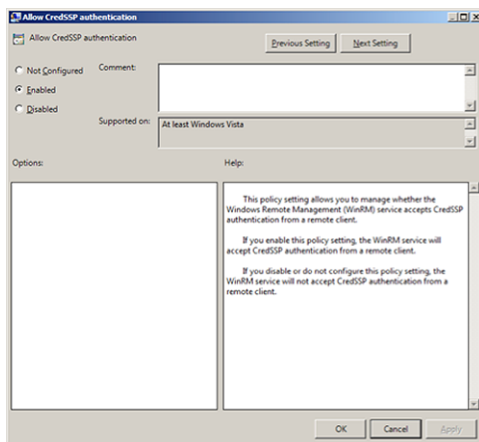 Allow CredSSP authentication
Allow CredSSP authentication
Previous Setting
Next Setting
Not Configured
Comment:
Enabled
Disabled
Supported on:
At least Windows Vista
Options:
Help:
This policy setting allows you to manage whether the
Windows Remote Management (WinRM) service accepts CredSSP
authentication from a remote client.
If you enable this policy setting, the WinRM service will
accept CredSSP authentication from a remote client.
If you disable or do not configure this policy setting, the
WinRM service will not accept CredSSP authentication from a
remote client.
OK
Cancel
Apply